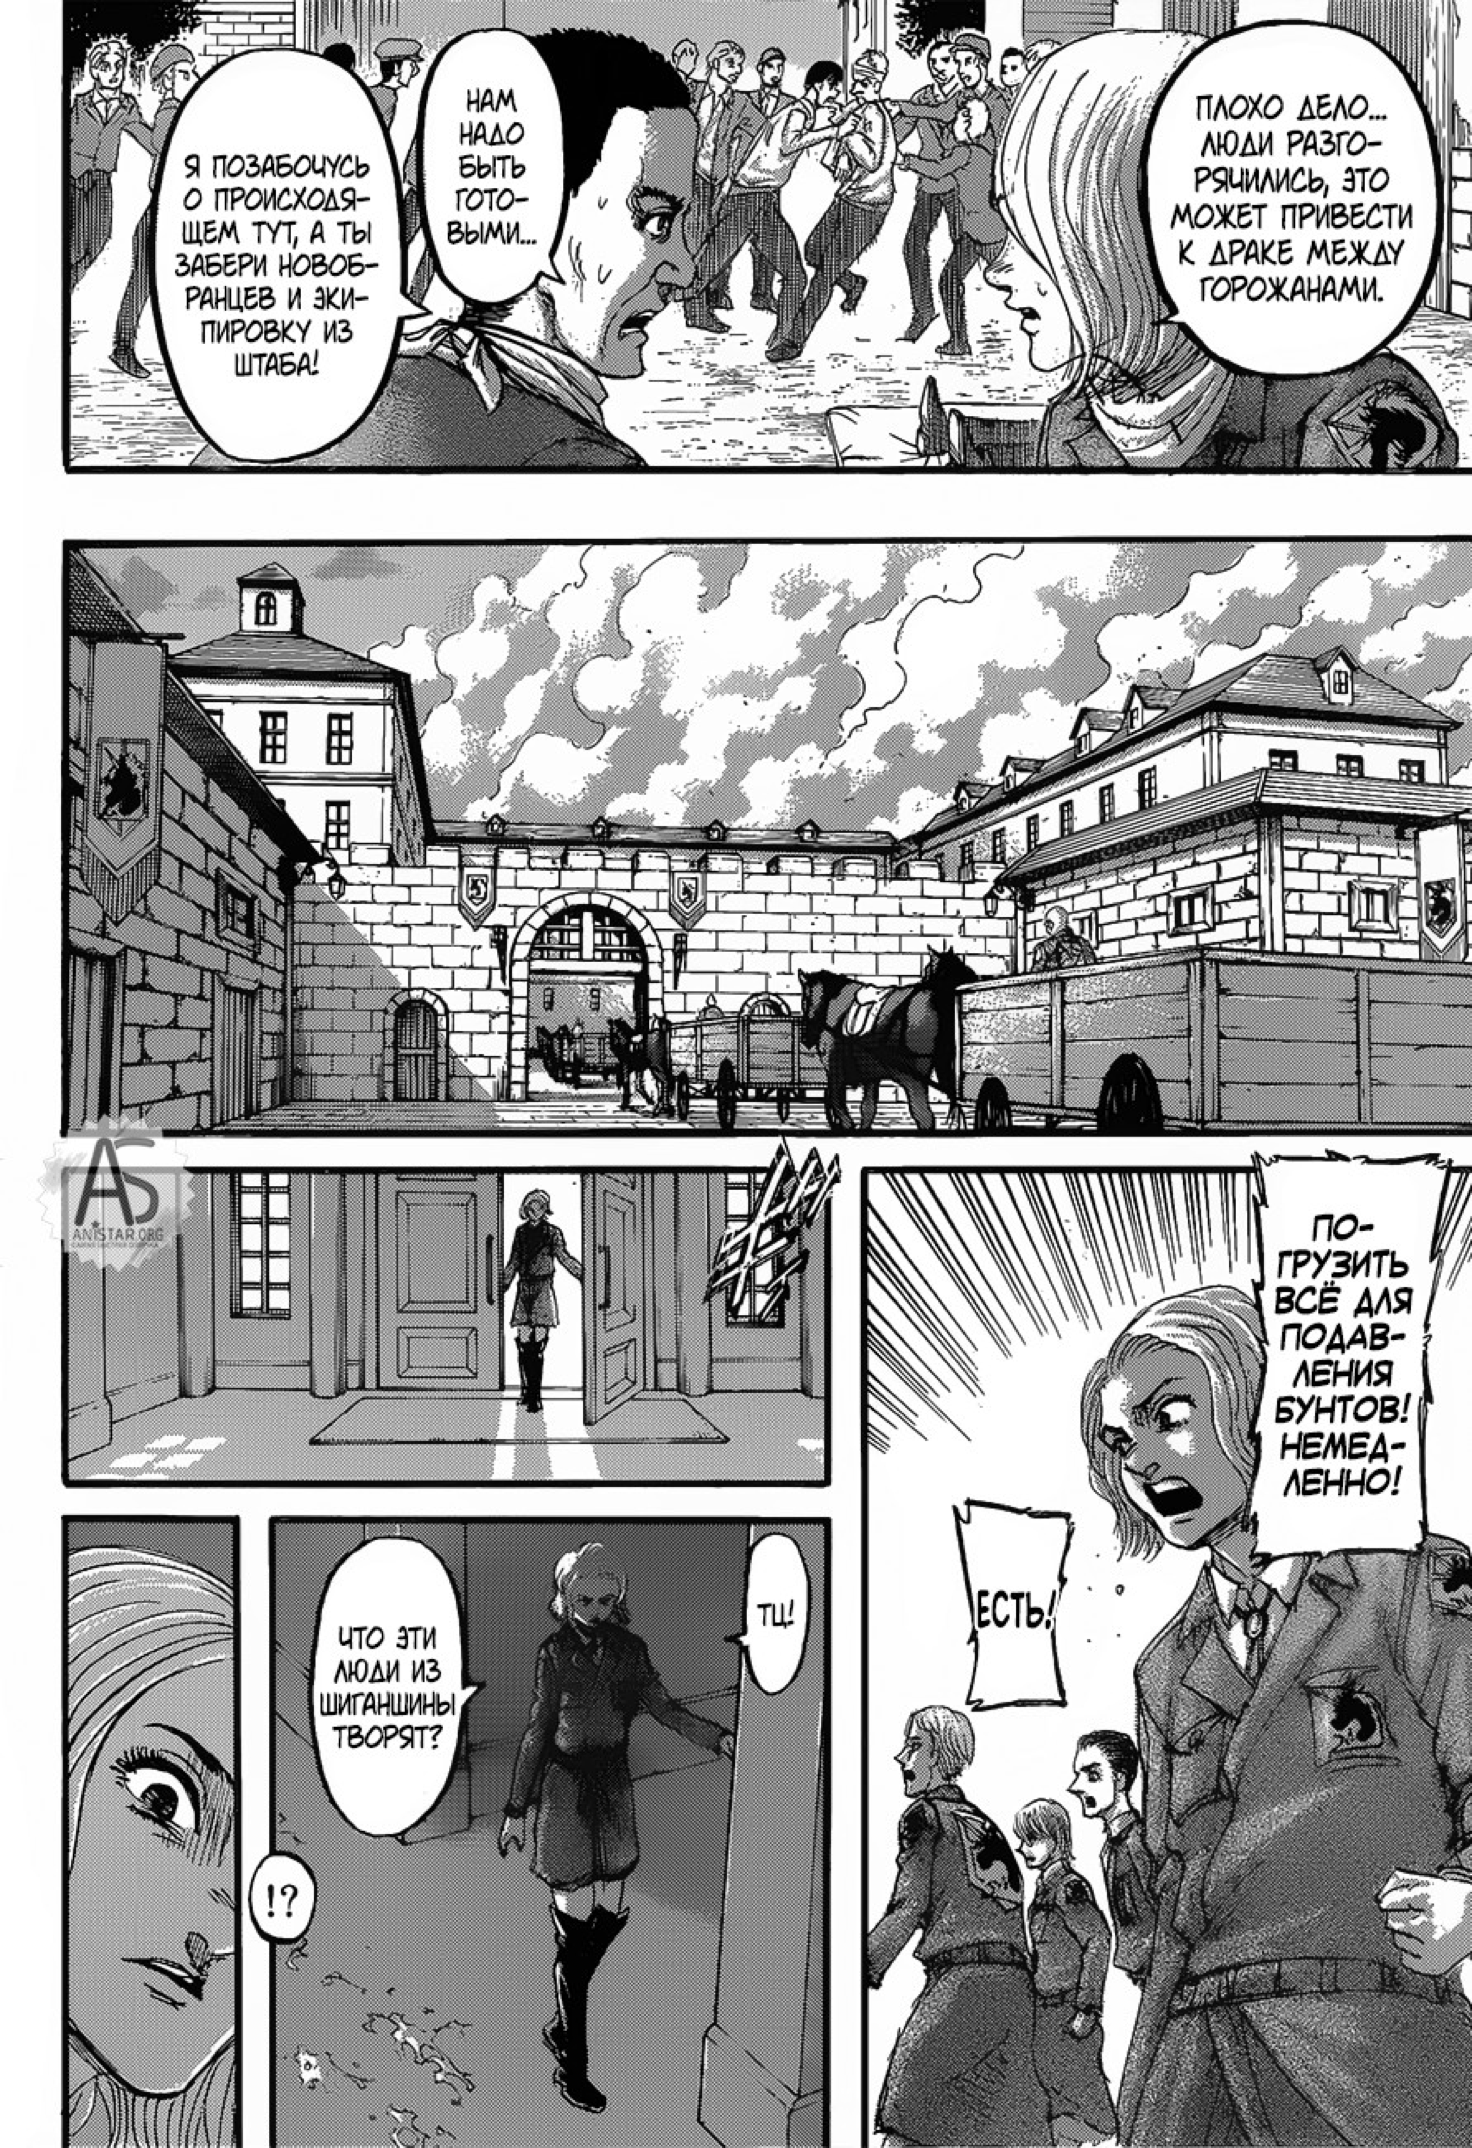 ПЛОХО ДЕЛО...
ЛЮДИ РАЗГО-
РЯЧИЛИСЬ, ЭТО
МОЖЕТ ПРИВЕСТИ
К ДРАКЕ МЕЖДУ
ГОРОЖАНАМИ.
НАМ
НАДО
БЫТЬ
ГОТО-
ВЫМИ...
Я ПОЗАБОЧУСЬ
О ПРОИСХОДЯ-
ЩЕМ ТУТ, А ТЫ
ЗАБЕРИ НОВОБ-
РАНЦЕВ И ЭКИ-
ПИРОВКУ ИЗ
ШТАБА!
ПО-
ГРУЗИТЬ
ВСЁ ДЛЯ
ПОДАВ-
ЛЕНИЯ
БУНТОВ!
НЕМЕД-
ЛЕННО!
ЕСТЬ!
ТЦ!
ЧТО ЭТИ
ЛЮДИ ИЗ
ШИГАНШИНЫ
ТВОРЯТ?
!?
AS
ANISTAR.ORG